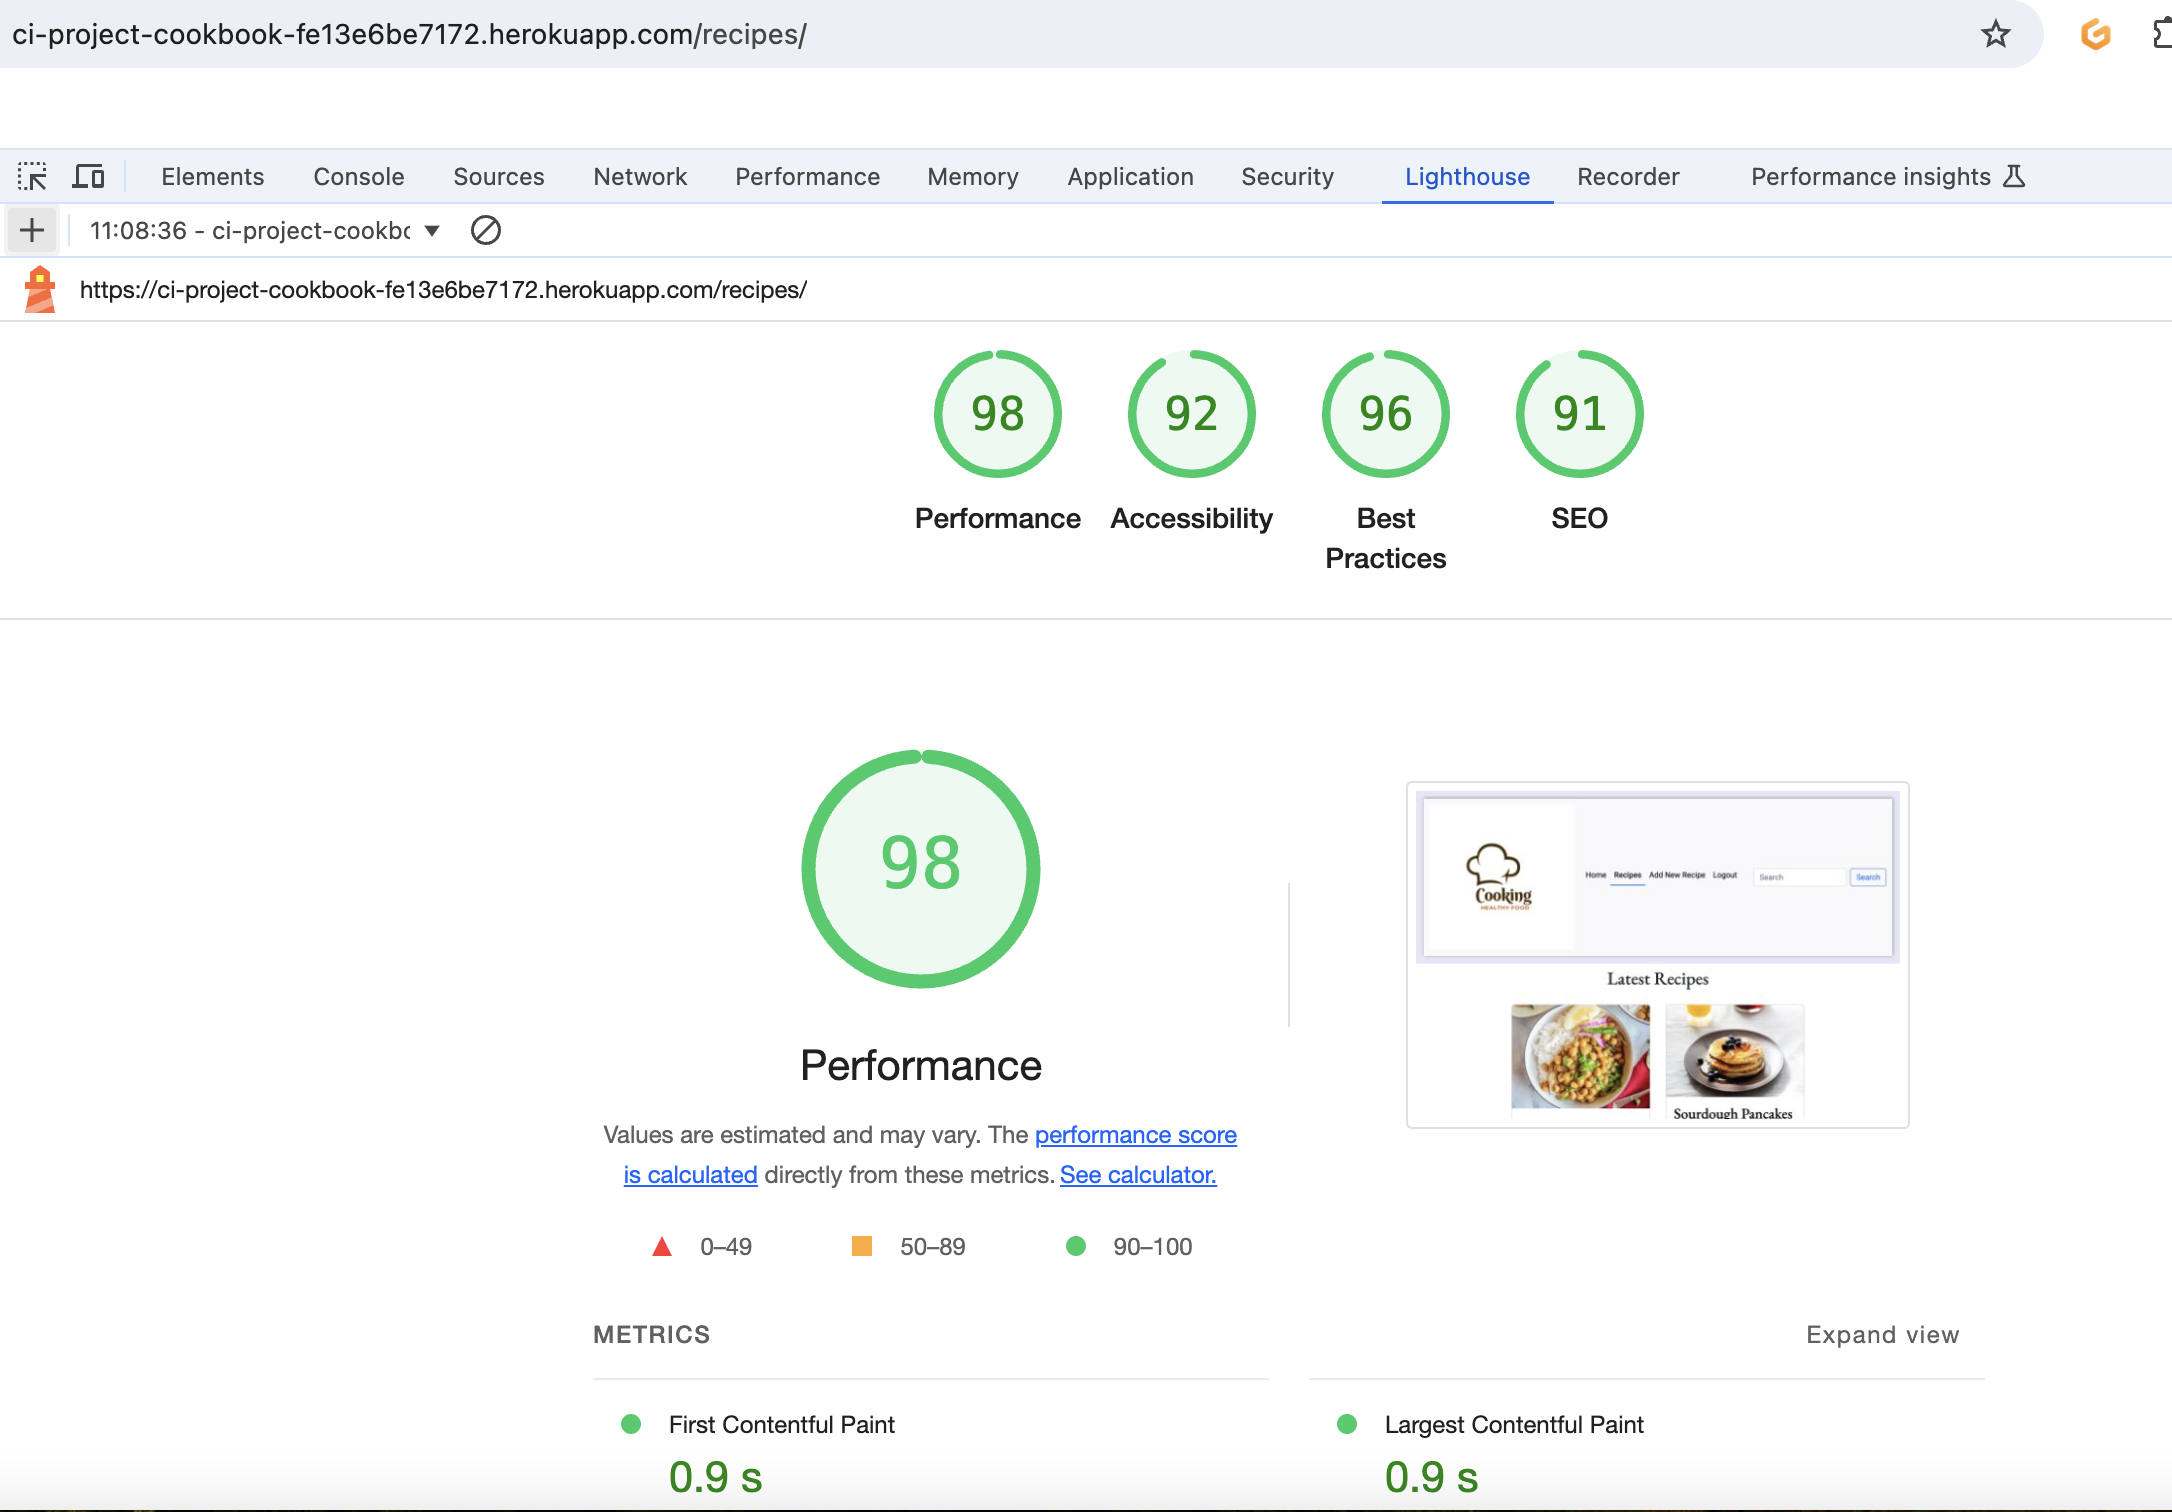 ci-project-cookbook-fe13e6be7172.herokuapp.com/recipes/
Elements Console Sources Network Performance Memory Application Security Lighthouse Recorder Performance insights
11:08:36 - ci-project-cookbo
https://ci-project-cookbook-fe13e6be7172.herokuapp.com/recipes/
98 92 96 91
Performance Accessibility Best Practices SEO
98
Performance
Values are estimated and may vary. The performance score
is calculated directly from these metrics. See calculator.
0–49 50–89 90–100
Cooking
HEALTHY FOOD
Home Recipes Add New Recipe Logout Search Search
Latest Recipes
Sourdough Pancakes
METRICS Expand view
First Contentful Paint
0.9 s
Largest Contentful Paint
0.9 s